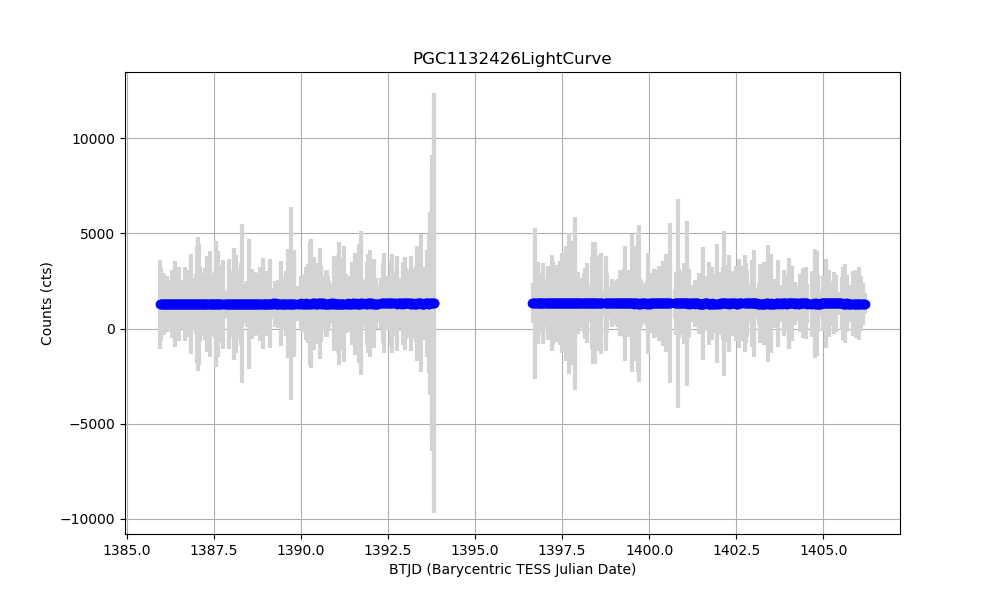 PGC1132426LightCurve
10000
5000
0
−5000
−10000
Counts (cts)
1385.0 1387.5 1390.0 1392.5 1395.0 1397.5 1400.0 1402.5 1405.0
BTJD (Barycentric TESS Julian Date)